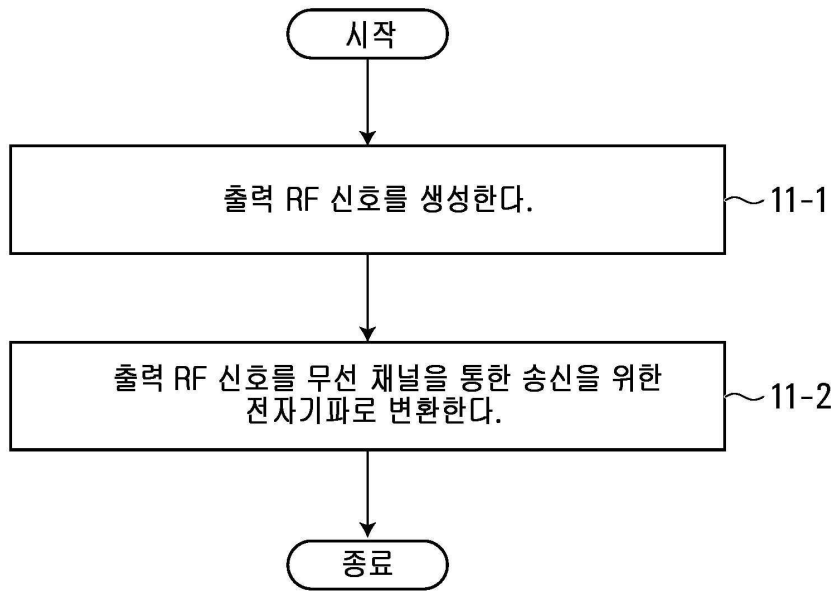 시작
출력 RF 신호를 생성한다.
11-1
출력 RF 신호를 무선 채널을 통한 송신을 위한
전자기파로 변환한다.
11-2
종료